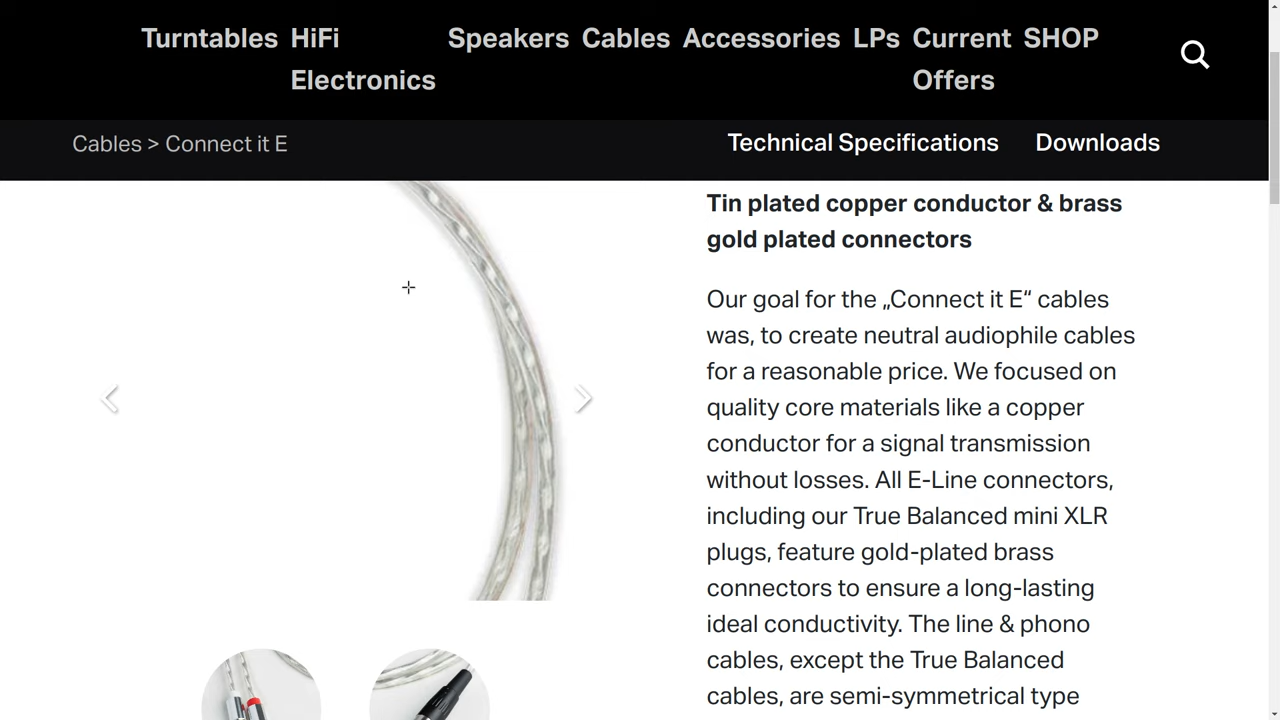 Turntables HiFi Electronics Speakers Cables Accessories LPs Current Offers SHOP
Cables > Connect it E
Technical Specifications Downloads
Tin plated copper conductor & brass
gold plated connectors
Our goal for the „Connect it E“ cables
was, to create neutral audiophile cables
for a reasonable price. We focused on
quality core materials like a copper
conductor for a signal transmission
without losses. All E-Line connectors,
including our True Balanced mini XLR
plugs, feature gold-plated brass
connectors to ensure a long-lasting
ideal conductivity. The line & phono
cables, except the True Balanced
cables, are semi-symmetrical type